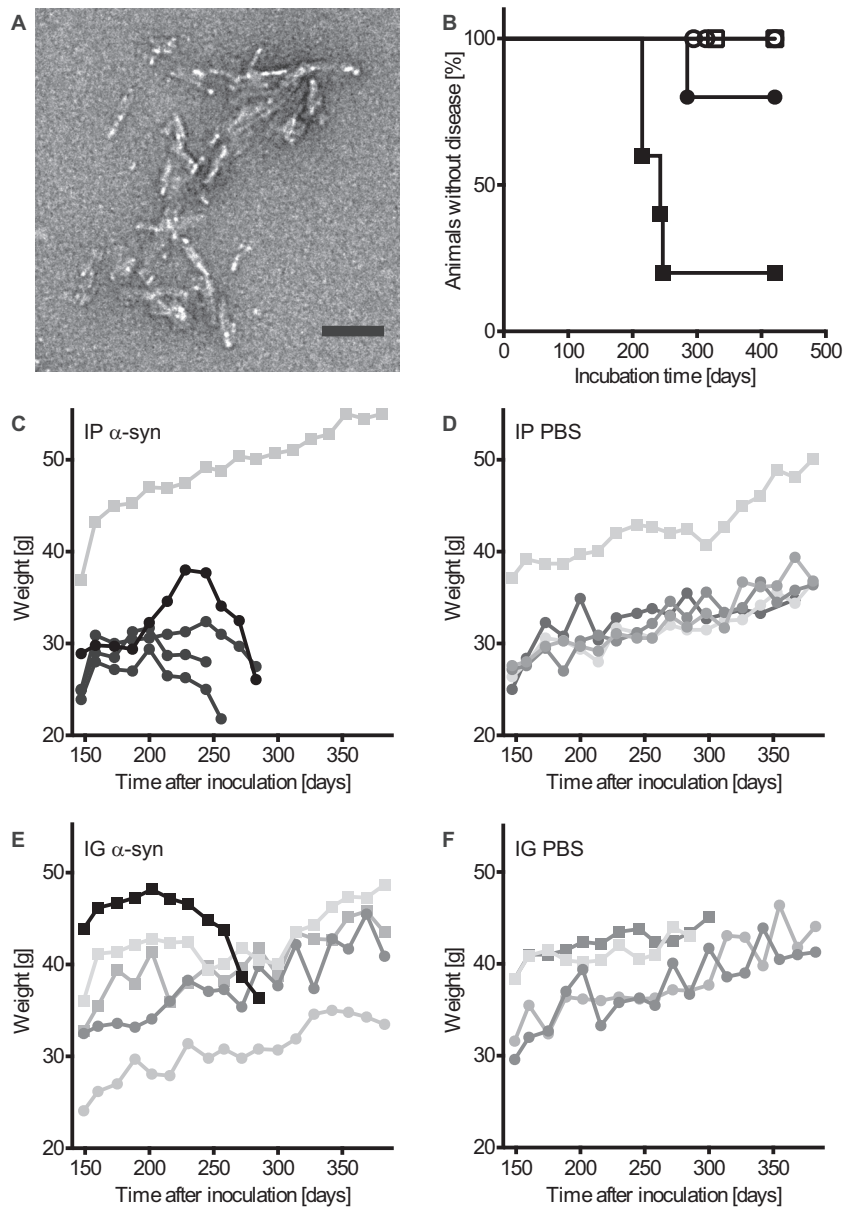 A
B
Animals without disease [%]
100
50
0
0 100 200 300 400 500
Incubation time [days]
C
IP α-syn
Weight [g]
50
40
30
20
150 200 250 300 350
Time after inoculation [days]
D
IP PBS
Weight [g]
50
40
30
20
150 200 250 300 350
Time after inoculation [days]
E
IG α-syn
Weight [g]
50
40
30
20
150 200 250 300 350
Time after inoculation [days]
F
IG PBS
Weight [g]
50
40
30
20
150 200 250 300 350
Time after inoculation [days]